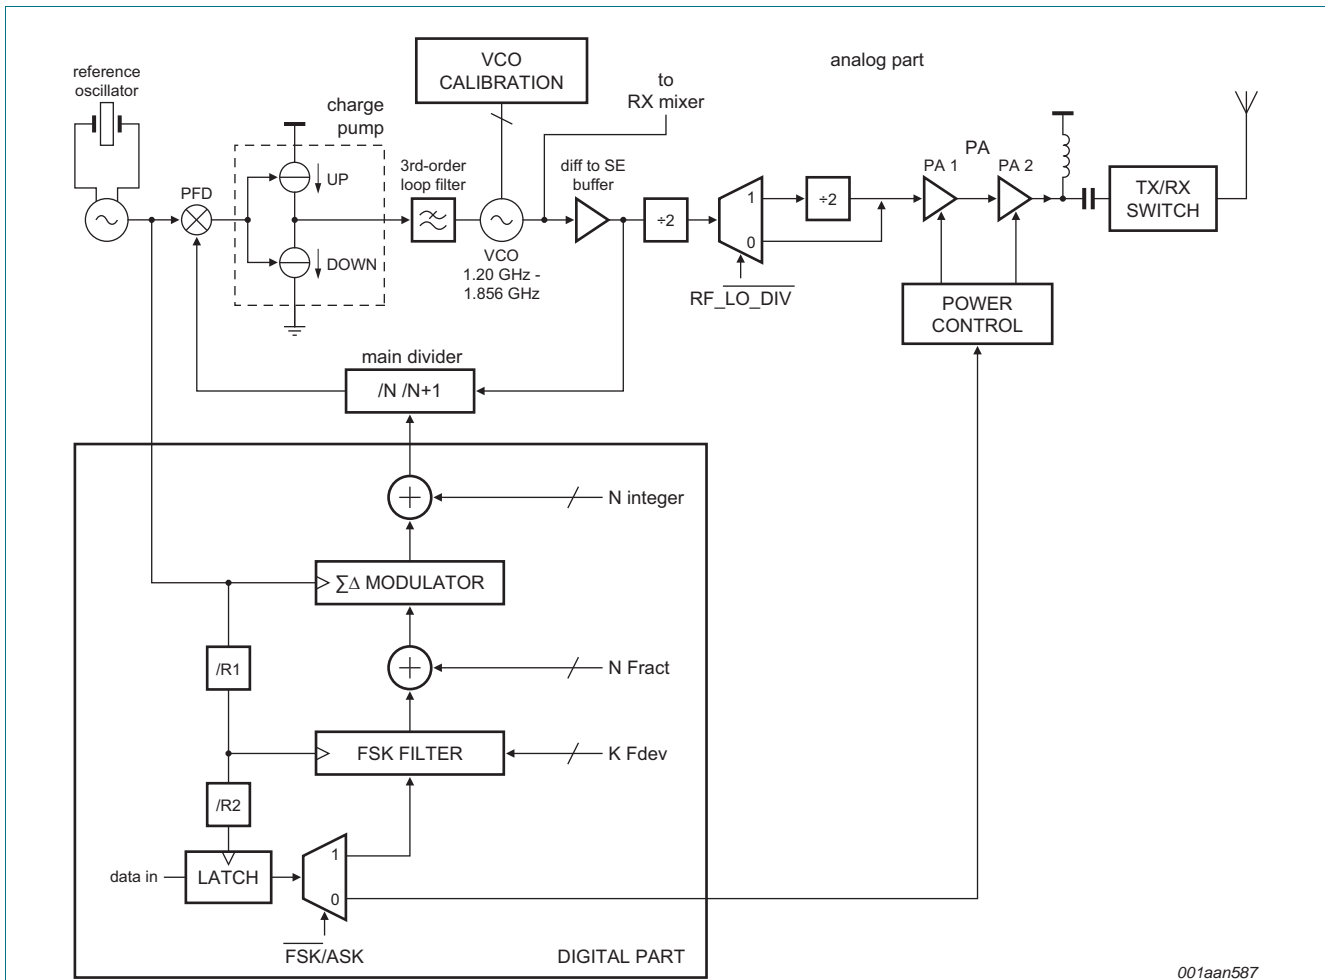 VCO
CALIBRATION
analog part
reference
oscillator
to
RX mixer
charge
pump
PA
PA 1
PA 2
3rd-order
loop filter
diff to SE
buffer
UP
PFD
TX/RX
SWITCH
÷2
1
÷2
0
DOWN
VCO
1.20 GHz -
1.856 GHz
RF_LO_DIV
POWER
CONTROL
main divider
/N /N+1
N integer
∑∆ MODULATOR
/R1
N Fract
FSK FILTER
K Fdev
/R2
data in
LATCH
1
0
FSK/ASK
DIGITAL PART
001aan587